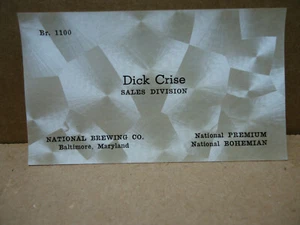 Br. 1100
Dick Crise
SALES DIVISION
NATIONAL BREWING CO.
Baltimore, Maryland
National PREMIUM
National BOHEMIAN